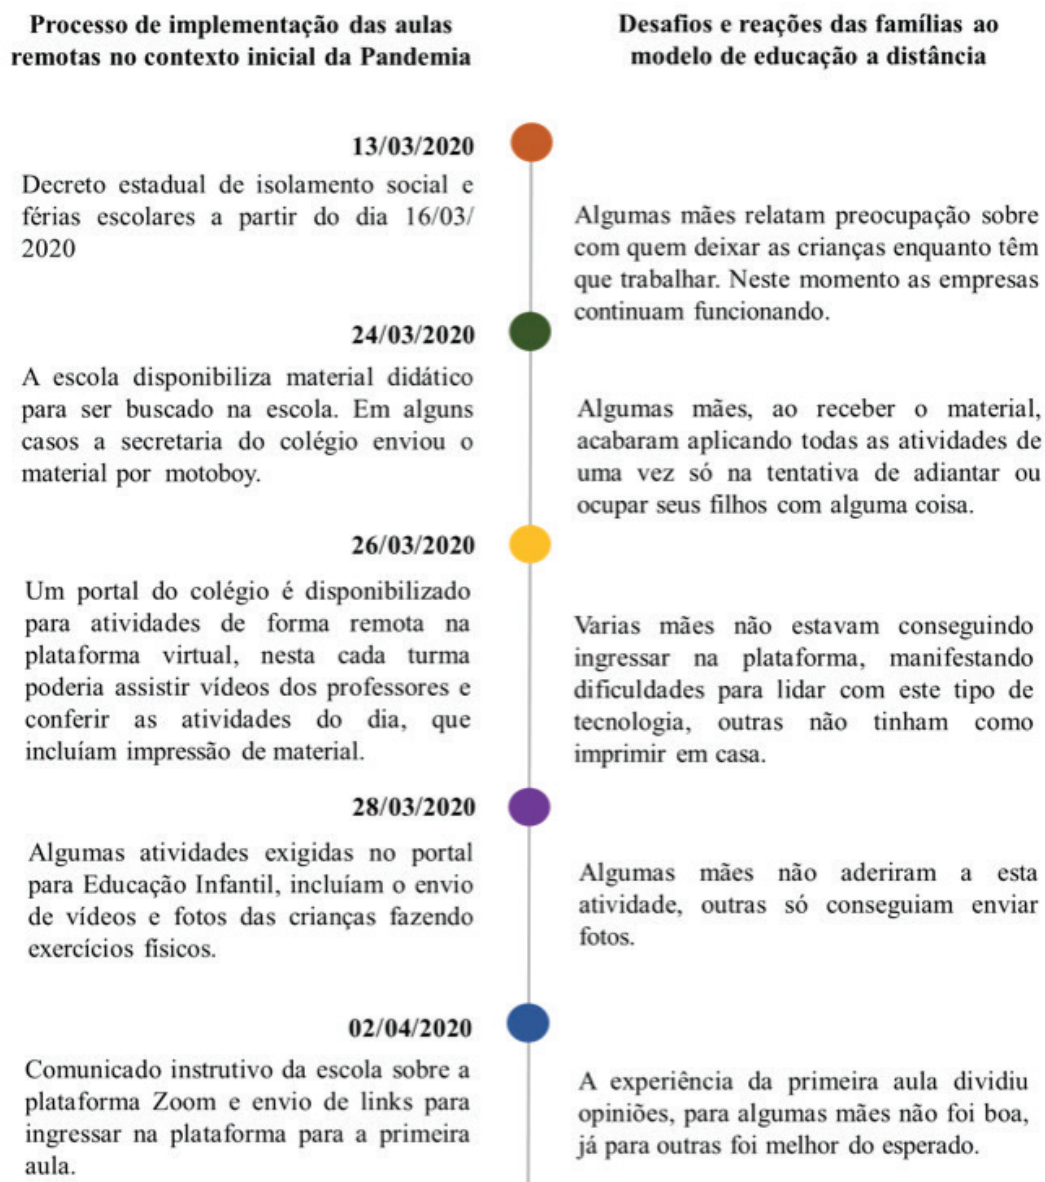 Processo de implementação das aulas
remotas no contexto inicial da Pandemia
Desafios e reações das famílias ao
modelo de educação a distância
13/03/2020
Decreto estadual de isolamento social e
férias escolares a partir do dia 16/03/
2020
Algumas mães relatam preocupação sobre
com quem deixar as crianças enquanto têm
que trabalhar. Neste momento as empresas
continuam funcionando.
24/03/2020
A escola disponibiliza material didático
para ser buscado na escola. Em alguns
casos a secretaria do colégio enviou o
material por motoboy.
Algumas mães, ao receber o material,
acabaram aplicando todas as atividades de
uma vez só na tentativa de adiantar ou
ocupar seus filhos com alguma coisa.
26/03/2020
Um portal do colégio é disponibilizado
para atividades de forma remota na
plataforma virtual, nesta cada turma
poderia assistir vídeos dos professores e
conferir as atividades do dia, que
incluíam impressão de material.
Varias mães não estavam conseguindo
ingressar na plataforma, manifestando
dificuldades para lidar com este tipo de
tecnologia, outras não tinham como
imprimir em casa.
28/03/2020
Algumas atividades exigidas no portal
para Educação Infantil, incluíam o envio
de vídeos e fotos das crianças fazendo
exercícios físicos.
Algumas mães não aderiram a esta
atividade, outras só conseguiam enviar
fotos.
02/04/2020
Comunicado instrutivo da escola sobre a
plataforma Zoom e envio de links para
ingressar na plataforma para a primeira
aula.
A experiência da primeira aula dividiu
opiniões, para algumas mães não foi boa,
já para outras foi melhor do esperado.